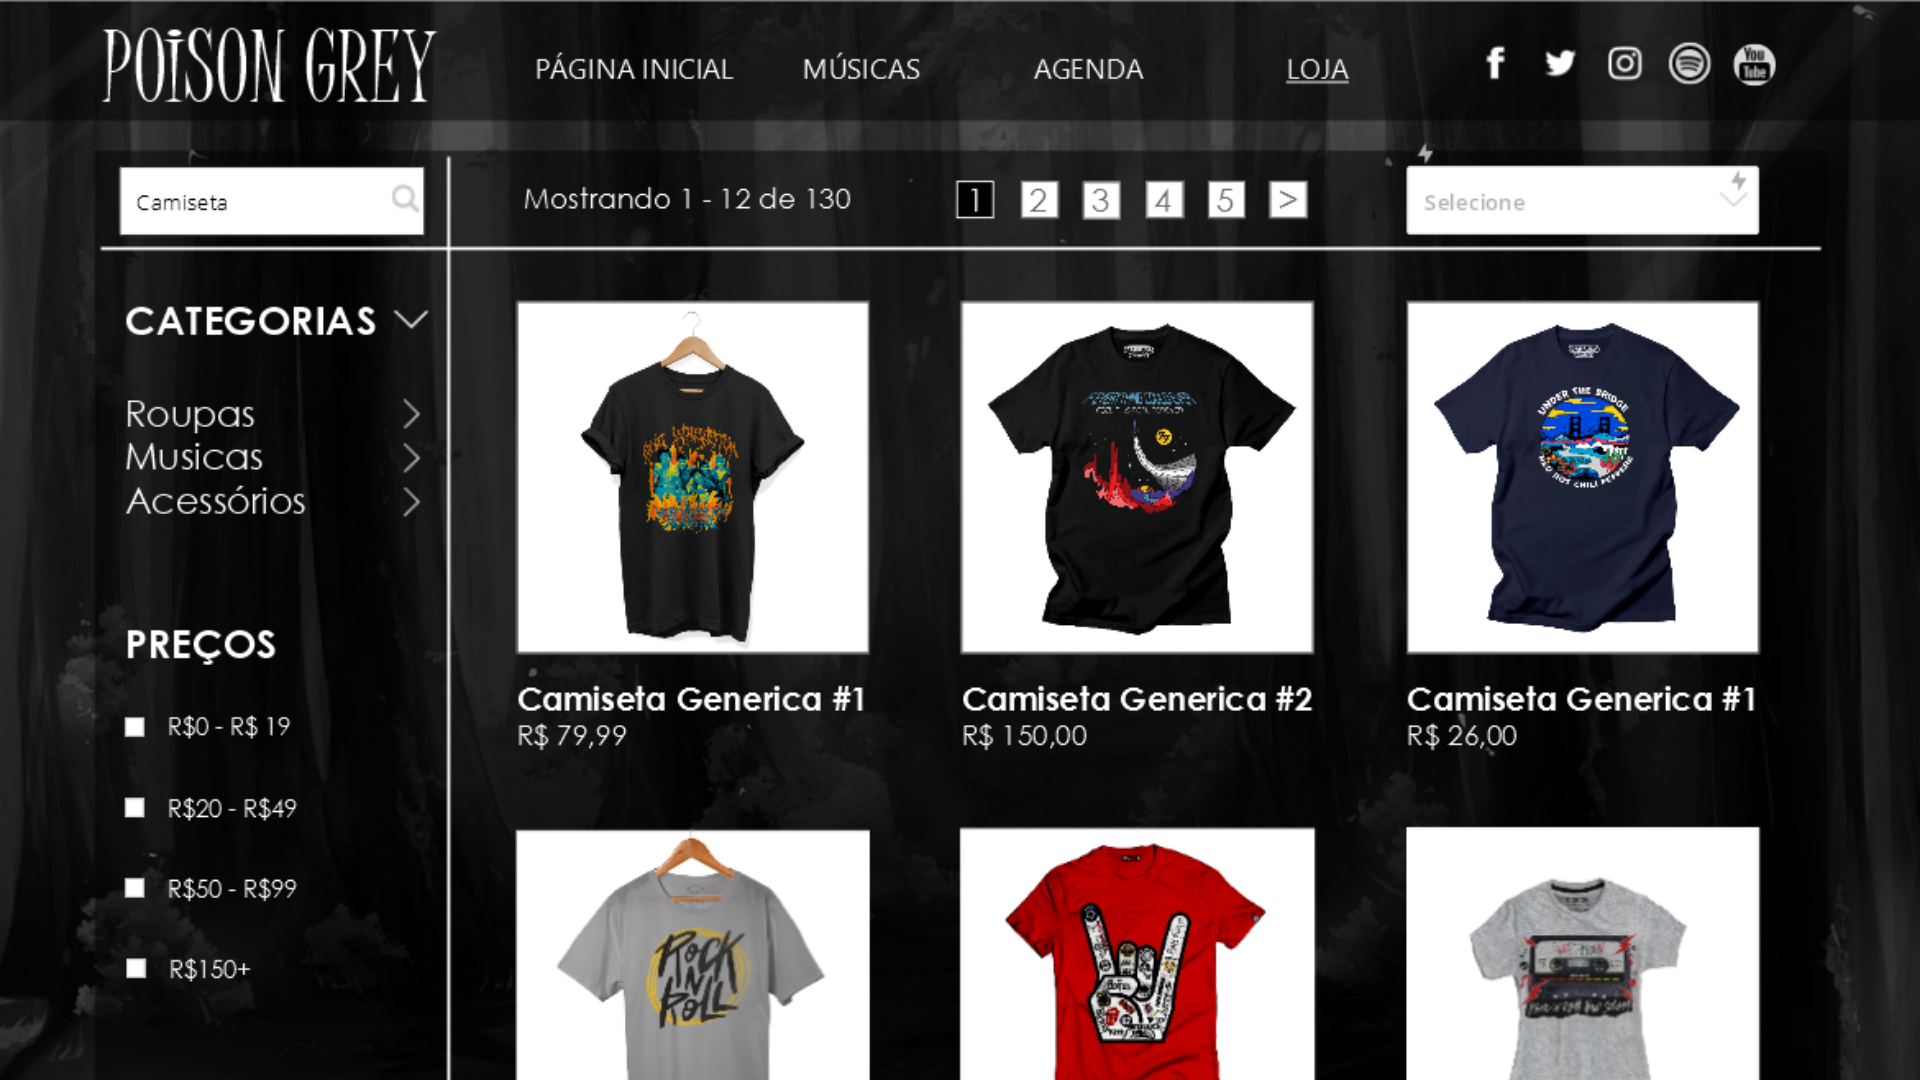 POISON GREY
PÁGINA INICIAL
MÚSICAS
AGENDA
LOJA
You
Tube
Camiseta
Mostrando 1 - 12 de 130
1 2 3 4 5 >
Selecione
CATEGORIAS
Roupas
Musicas
Acessórios
PREÇOS
R$0 - R$ 19
R$20 - R$49
R$50 - R$99
R$150+
UNDER THE BRIDGE
RED HOT CHILI PEPPERS
Camiseta Generica #1
R$ 79,99
Camiseta Generica #2
R$ 150,00
Camiseta Generica #1
R$ 26,00
ROCK
N
ROLL